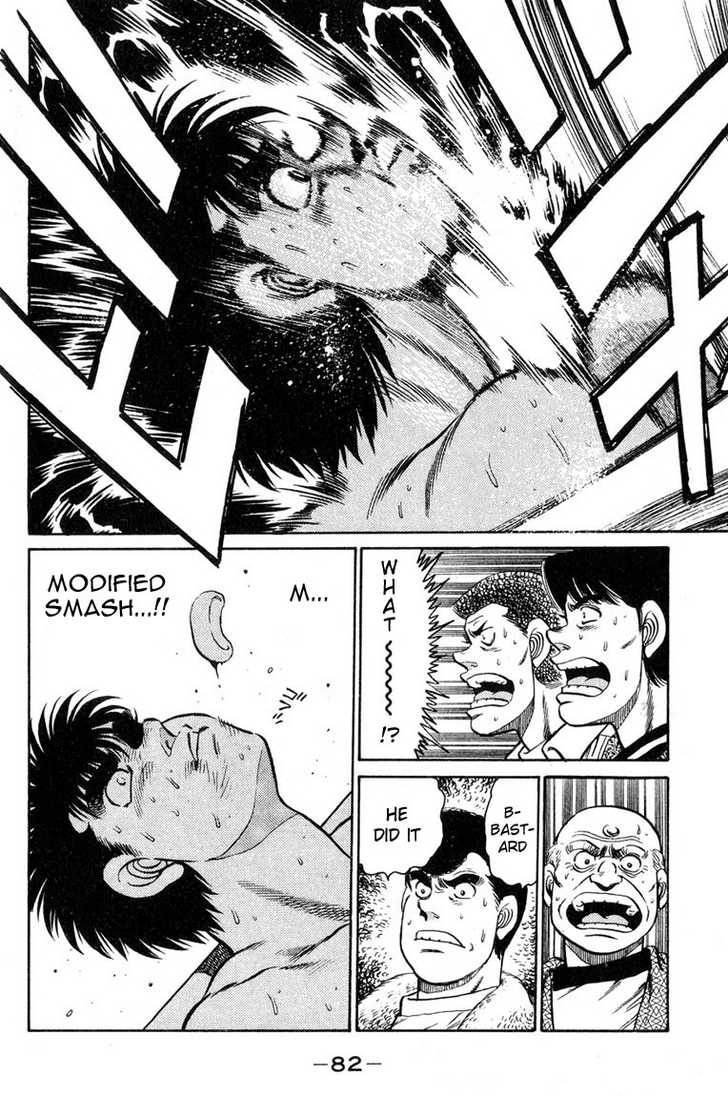 WHAT
!?
B-
BAST-
ARD
HE
DID IT
M...
MODIFIED
SMASH...!!
—82—